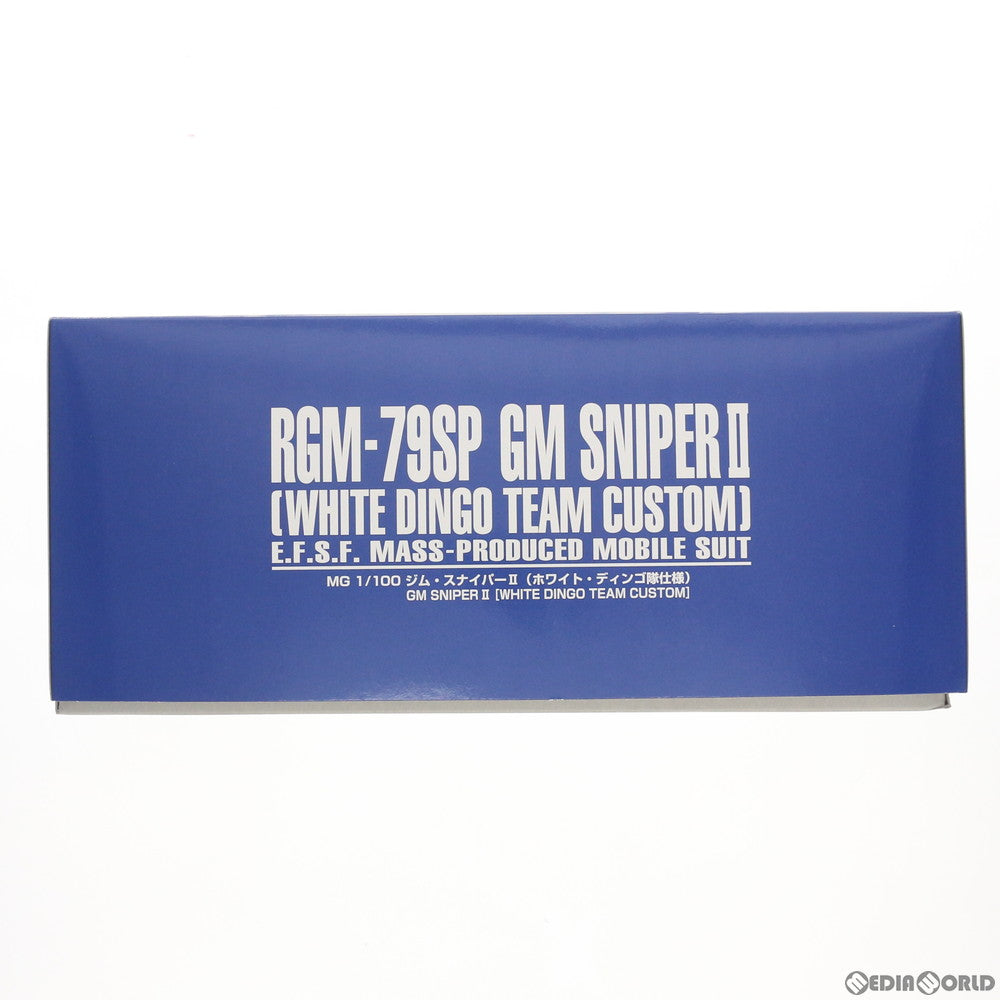 RGM-79SP GM SNIPER II
[WHITE DINGO TEAM CUSTOM]
E.F.S.F. MASS-PRODUCED MOBILE SUIT
MG 1/100 ジム・スナイパーⅡ（ホワイト・ディンゴ隊仕様）
GM SNIPER Ⅱ [WHITE DINGO TEAM CUSTOM]
MEDIAWORLD